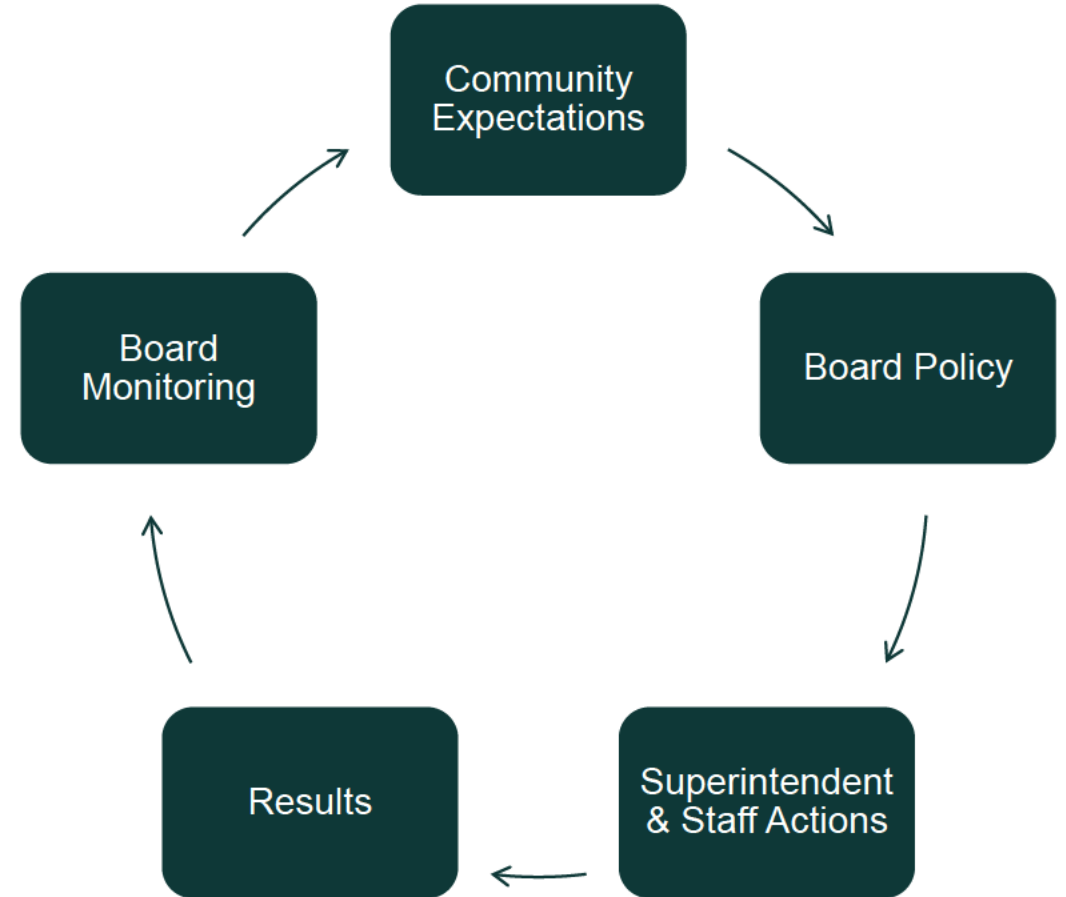 Community
Expectations
Board Policy
Superintendent
& Staff Actions
Results
Board
Monitoring